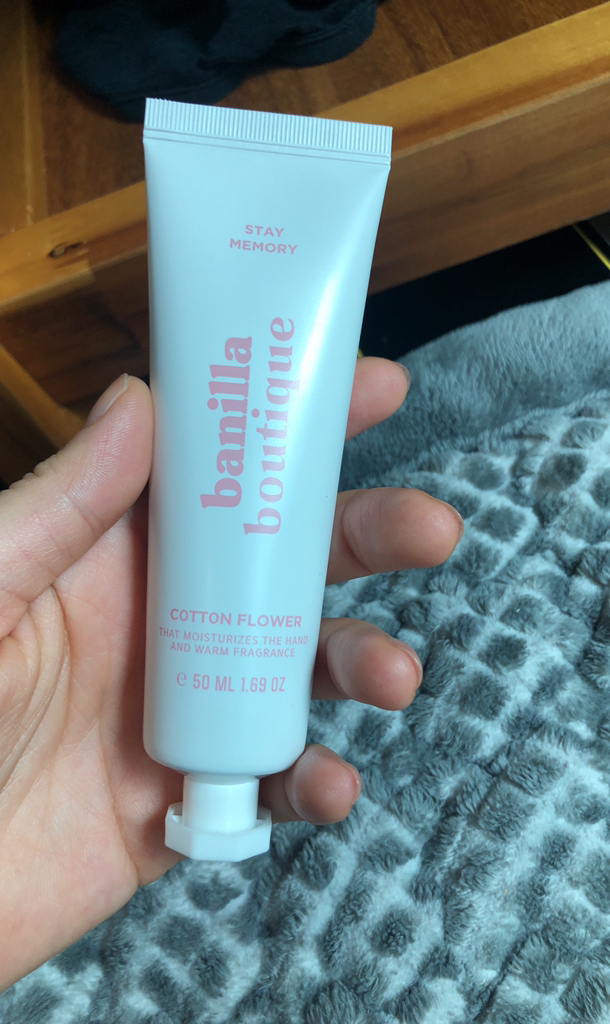 STAY
MEMORY
banilla
boutique
COTTON FLOWER
THAT MOISTURIZES THE HAND
AND WARM FRAGRANCE
℮ 50 ML 1.69 OZ